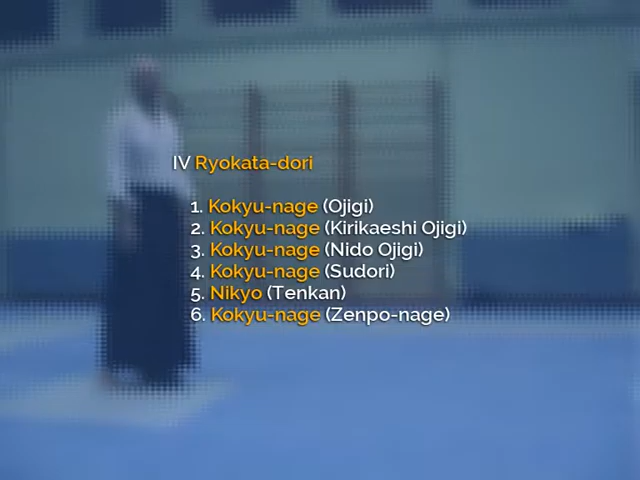 IV Ryokata-dori
1. Kokyu-nage (Ojigi)
2. Kokyu-nage (Kirikaeshi Ojigi)
3. Kokyu-nage (Nido Ojigi)
4. Kokyu-nage (Sudori)
5. Nikyo (Tenkan)
6. Kokyu-nage (Zenpo-nage)